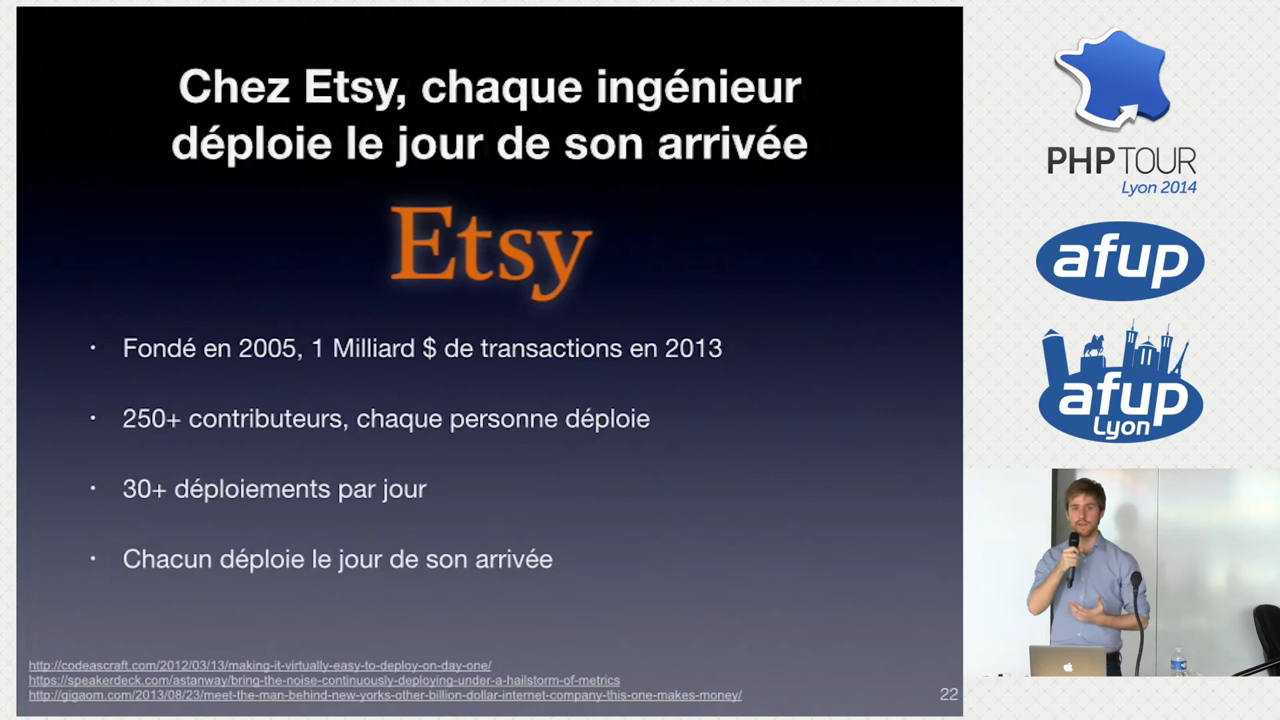 Chez Etsy, chaque ingénieur
déploie le jour de son arrivée
Etsy
• Fondé en 2005, 1 Milliard $ de transactions en 2013
• 250+ contributeurs, chaque personne déploie
• 30+ déploiements par jour
• Chacun déploie le jour de son arrivée
http://codeascraft.com/2012/03/13/making-it-virtually-easy-to-deploy-on-day-one/
https://speakerdeck.com/astanway/bring-the-noise-continuously-deploying-under-a-hailstorm-of-metrics
http://gigaom.com/2013/08/23/meet-the-man-behind-new-yorks-other-billion-dollar-internet-company-this-one-makes-money/
22
PHP TOUR
Lyon 2014
afup
afup
Lyon